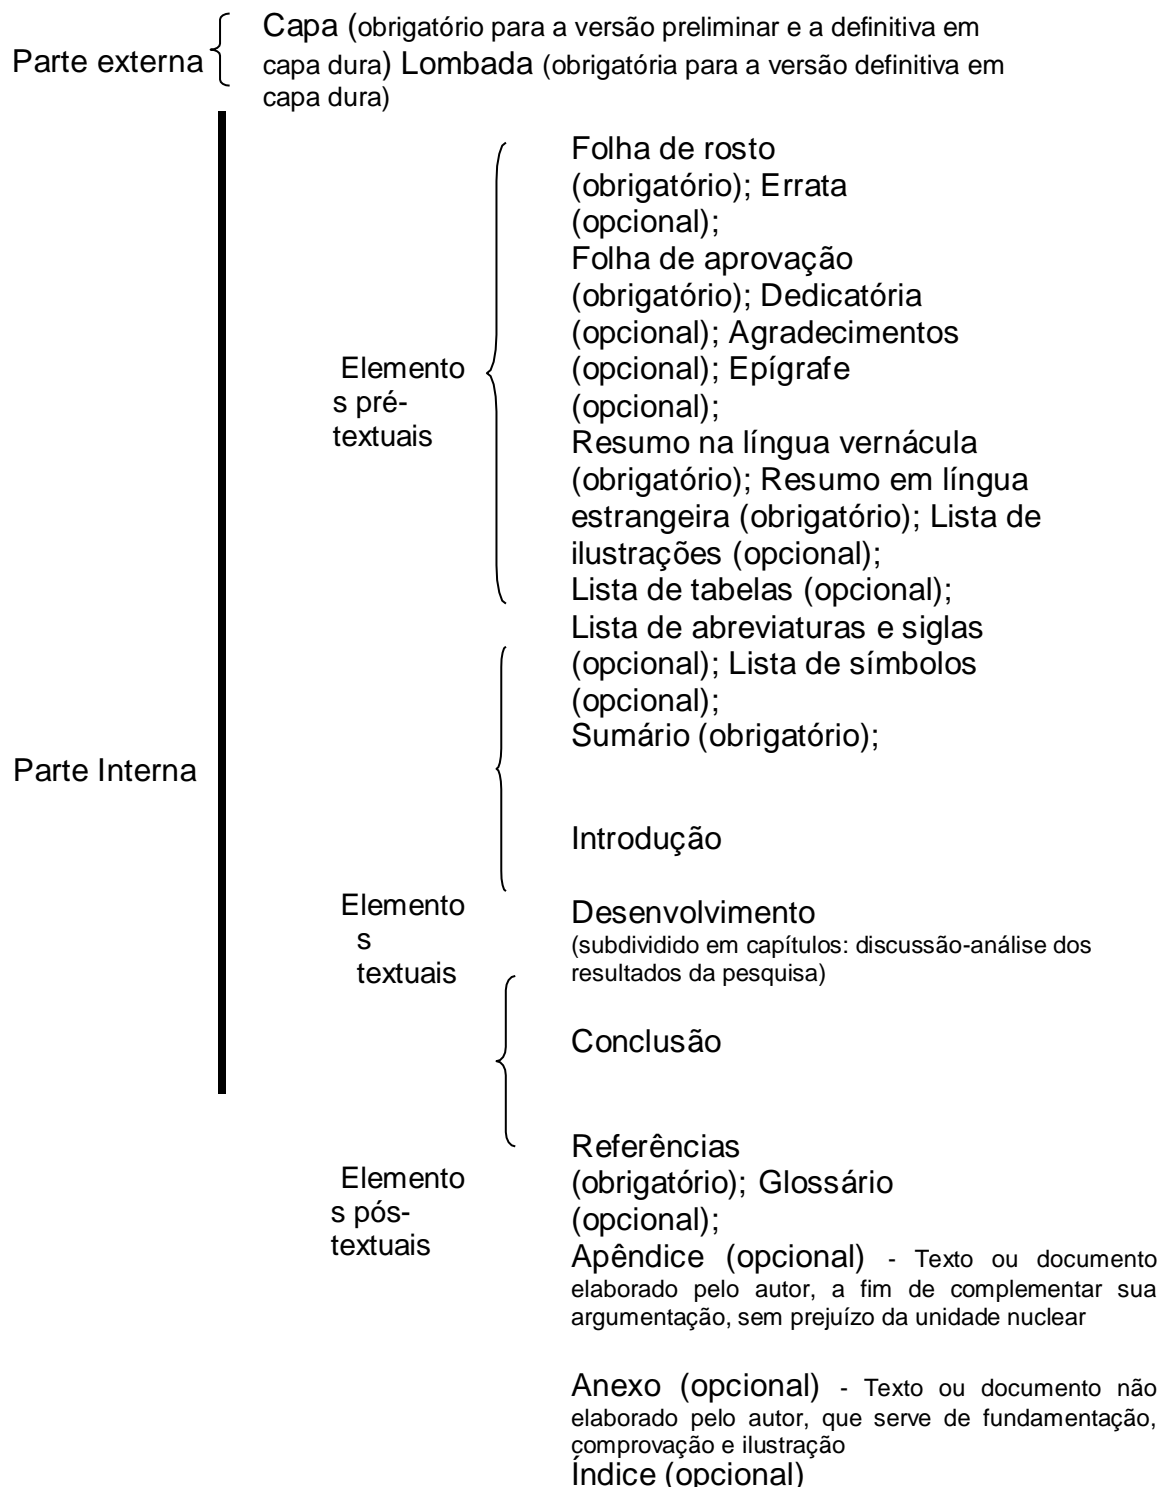 Parte externa
Capa (obrigatório para a versão preliminar e a definitiva em
capa dura) Lombada (obrigatória para a versão definitiva em
capa dura)
Parte Interna
Elemento
s pré-
textuais
Folha de rosto
(obrigatório); Errata
(opcional);
Folha de aprovação
(obrigatório); Dedicatória
(opcional); Agradecimentos
(opcional); Epígrafe
(opcional);
Resumo na língua vernácula
(obrigatório); Resumo em língua
estrangeira (obrigatório); Lista de
ilustrações (opcional);
Lista de tabelas (opcional);
Lista de abreviaturas e siglas
(opcional); Lista de símbolos
(opcional);
Sumário (obrigatório);
Elemento
s
textuais
Introdução
Desenvolvimento
(subdividido em capítulos: discussão-análise dos
resultados da pesquisa)
Conclusão
Elemento
s pós-
textuais
Referências
(obrigatório); Glossário
(opcional);
Apêndice (opcional) - Texto ou documento
elaborado pelo autor, a fim de complementar sua
argumentação, sem prejuízo da unidade nuclear
Anexo (opcional) - Texto ou documento não
elaborado pelo autor, que serve de fundamentação,
comprovação e ilustração
Índice (opcional)